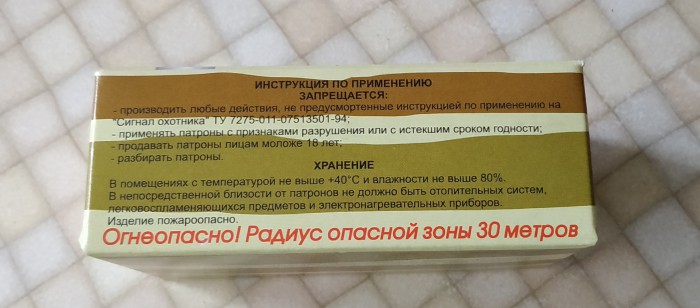 ИНСТРУКЦИЯ ПО ПРИМЕНЕНИЮ
ЗАПРЕЩАЕТСЯ:
- производить любые действия, не предусмортенные инструкцией по применению на
"Сигнал охотника" ТУ 7275-011-07513501-94;
- применять патроны с признаками разрушения или с истекшим сроком годности;
- продавать патроны лицам моложе 18 лет;
- разбирать патроны.
ХРАНЕНИЕ
В помещениях с температурой не выше +40°С и влажности не выше 80%.
В непосредственной близости от патронов не должно быть отопительных систем,
легковоспламеняющихся предметов и электронагревательных приборов.
Изделие пожароопасно.
Огнеопасно! Радиус опасной зоны 30 метров